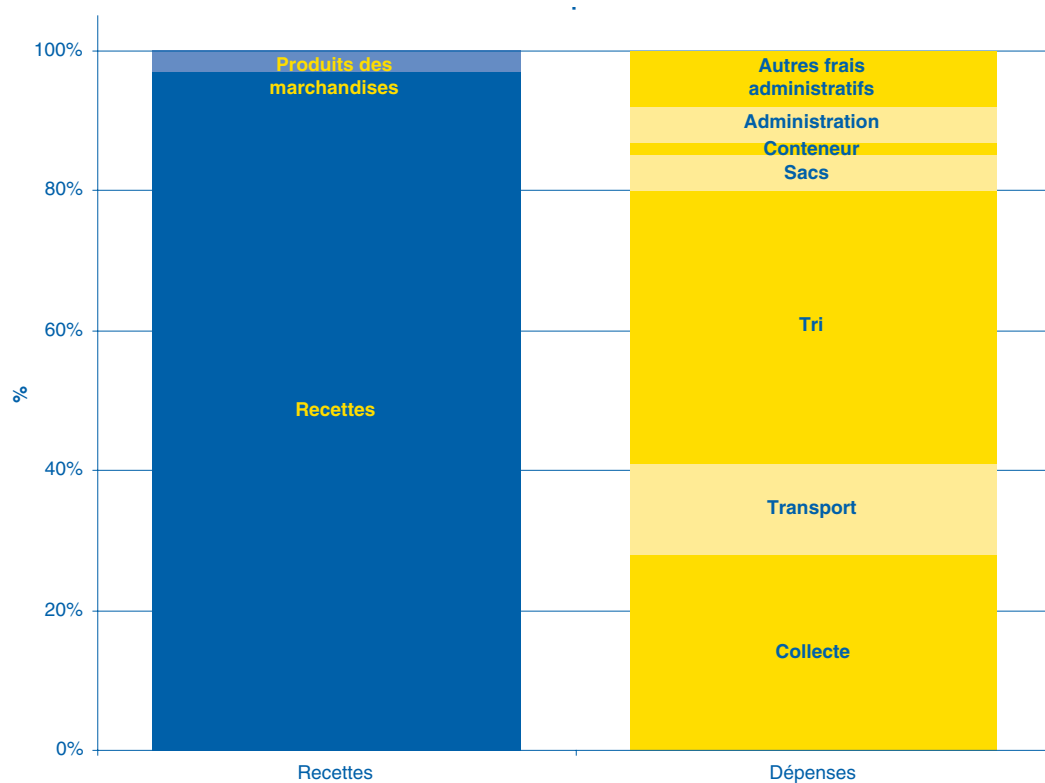 100%
80%
60%
40%
20%
0%
%
Produits des
marchandises
Recettes
Autres frais
administratifs
Administration
Conteneur
Sacs
Tri
Transport
Collecte
Recettes
Dépenses